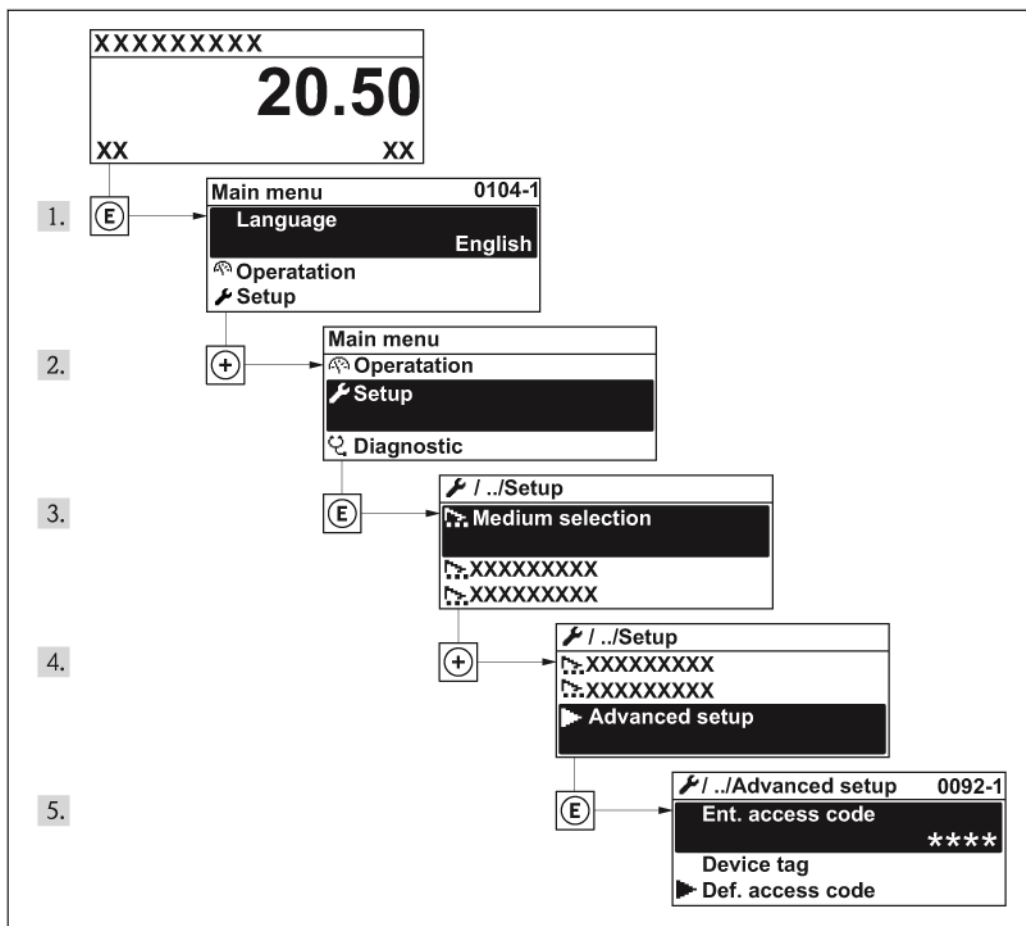 XXXXXXXXX
20.50
XX XX
1. E
Main menu 0104-1
Language
English
Operatation
Setup
2. +
Main menu
Operatation
Setup
Diagnostic
3. E
/ ../Setup
Medium selection
XXXXXXXXX
XXXXXXXXX
4. +
/ ../Setup
XXXXXXXXX
XXXXXXXXX
Advanced setup
5. E
/ ../Advanced setup 0092-1
Ent. access code
****
Device tag
Def. access code